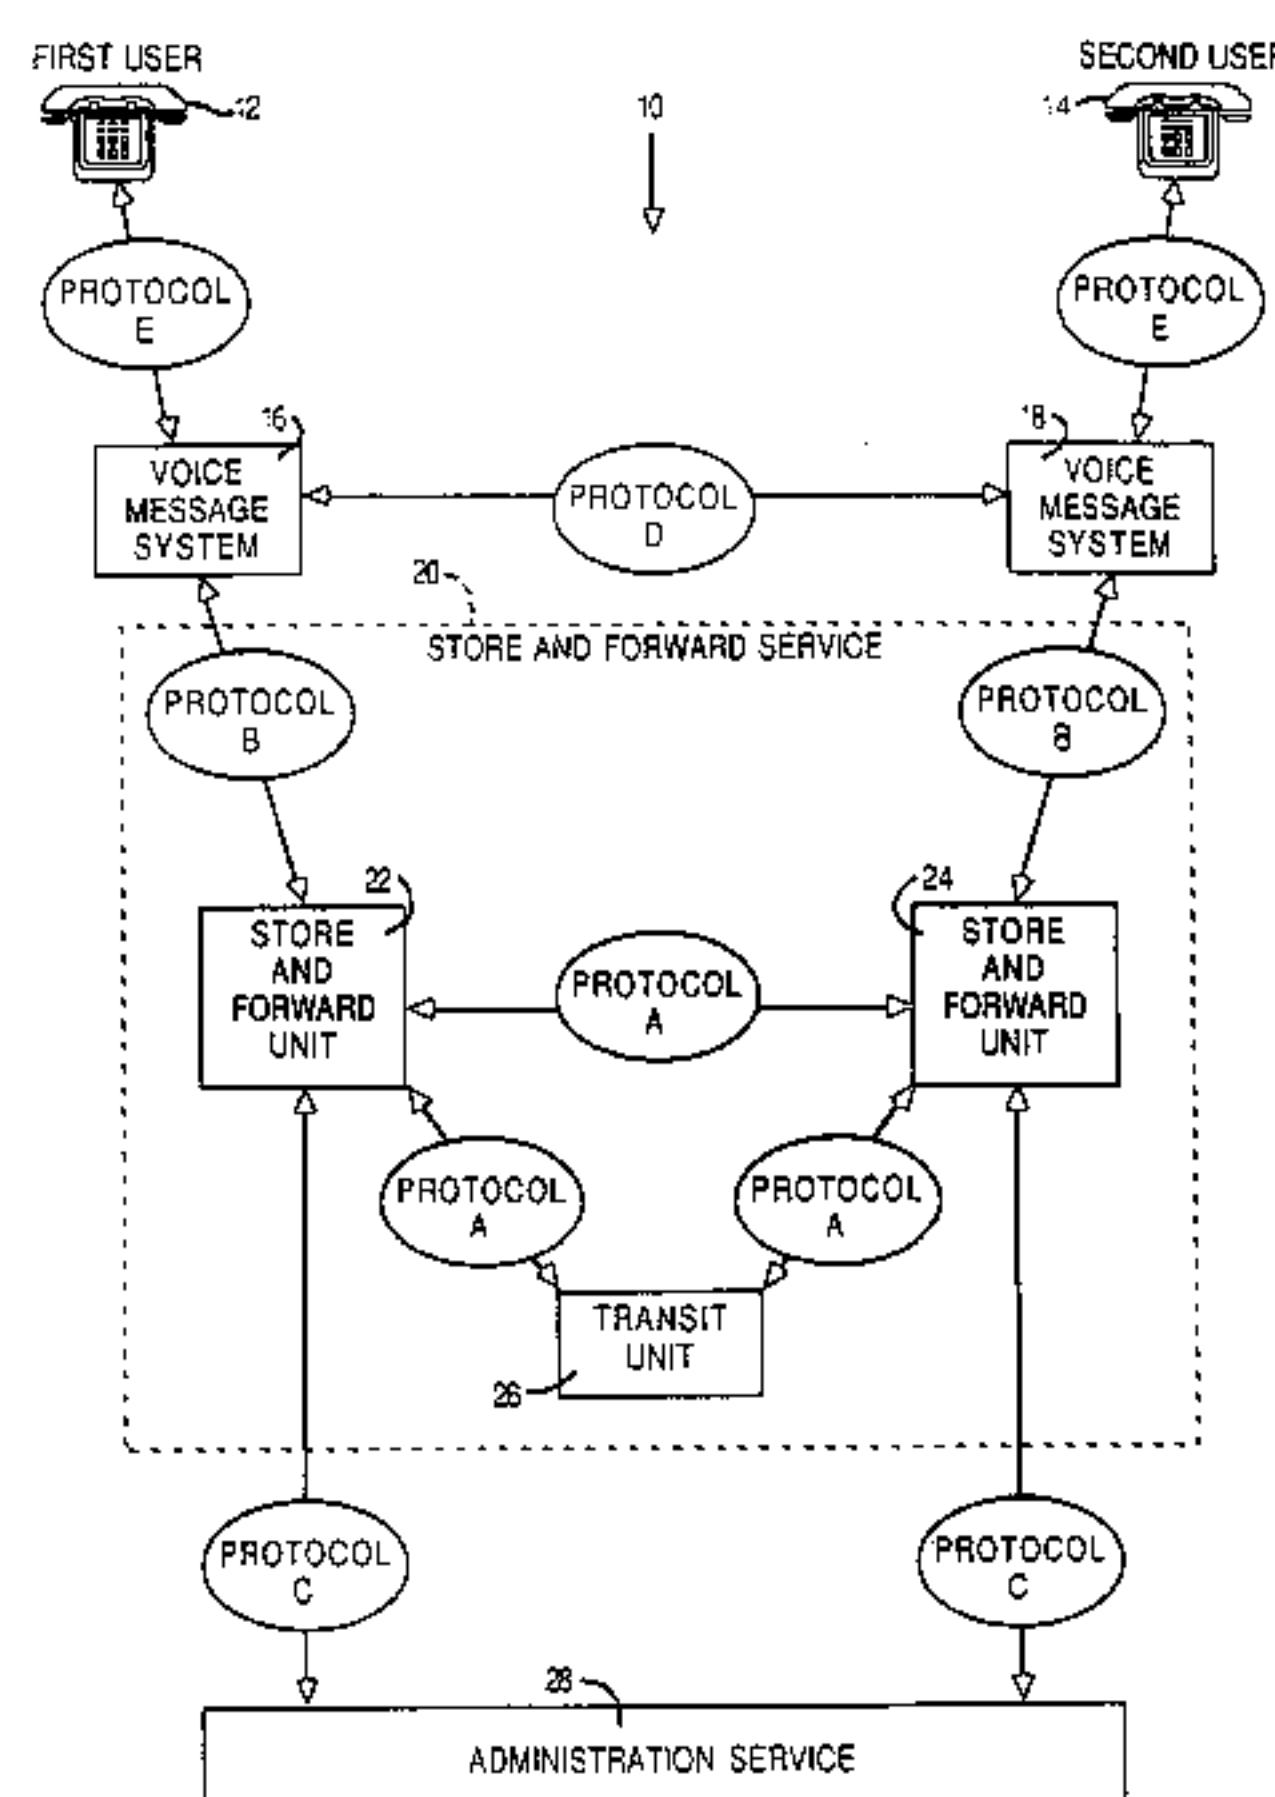 FIRST USER
SECOND USER
12
10
14
PROTOCOL
E
PROTOCOL
E
16
18
VOICE
MESSAGE
SYSTEM
PROTOCOL
D
VOICE
MESSAGE
SYSTEM
20
STORE AND FORWARD SERVICE
PROTOCOL
B
PROTOCOL
B
22
24
STORE
AND
FORWARD
UNIT
PROTOCOL
A
STORE
AND
FORWARD
UNIT
PROTOCOL
A
PROTOCOL
A
TRANSIT
UNIT
26
PROTOCOL
C
PROTOCOL
C
28
ADMINISTRATION SERVICE